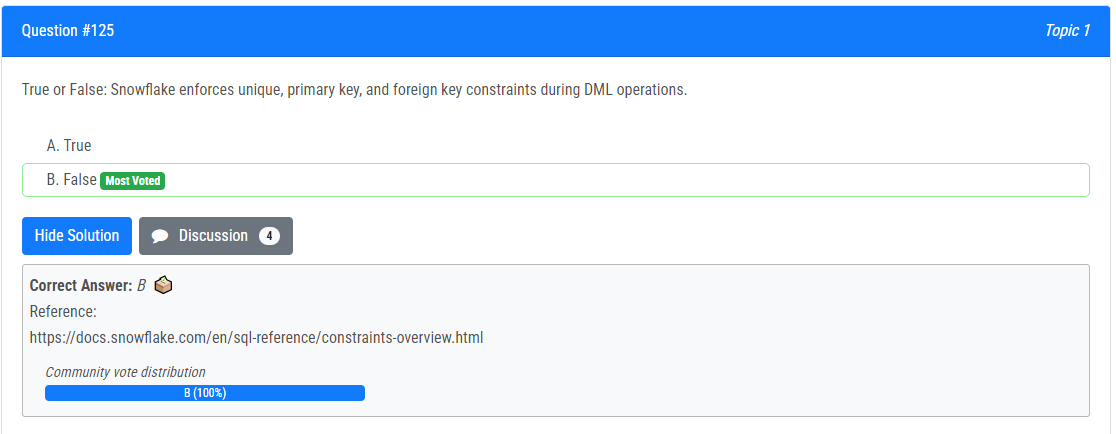 Question #125
Topic 1
True or False: Snowflake enforces unique, primary key, and foreign key constraints during DML operations.
A. True
B. False Most Voted
Hide Solution
Discussion 4
Correct Answer: B
Reference:
https://docs.snowflake.com/en/sql-reference/constraints-overview.html
Community vote distribution
B (100%)